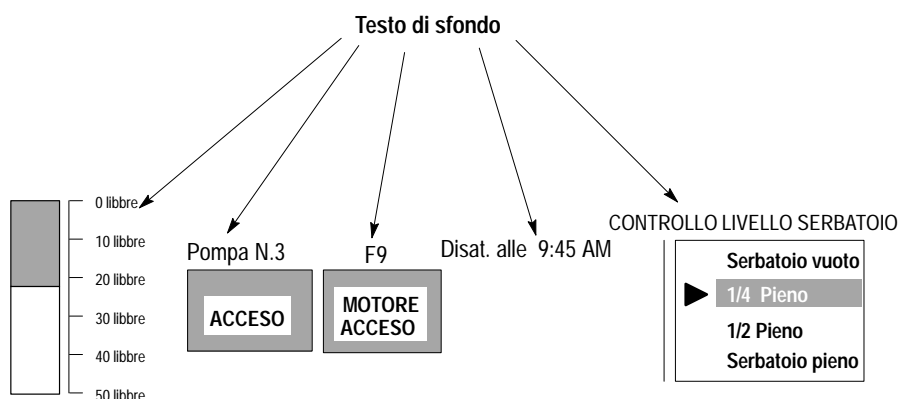 Testo di sfondo
0 libbre
10 libbre
20 libbre
30 libbre
40 libbre
50 libbre
Pompa N.3
ACCESO
F9
MOTORE
ACCESO
Disat. alle 9:45 AM
CONTROLLO LIVELLO SERBATOIO
Serbatoio vuoto
1/4 Pieno
1/2 Pieno
Serbatoio pieno